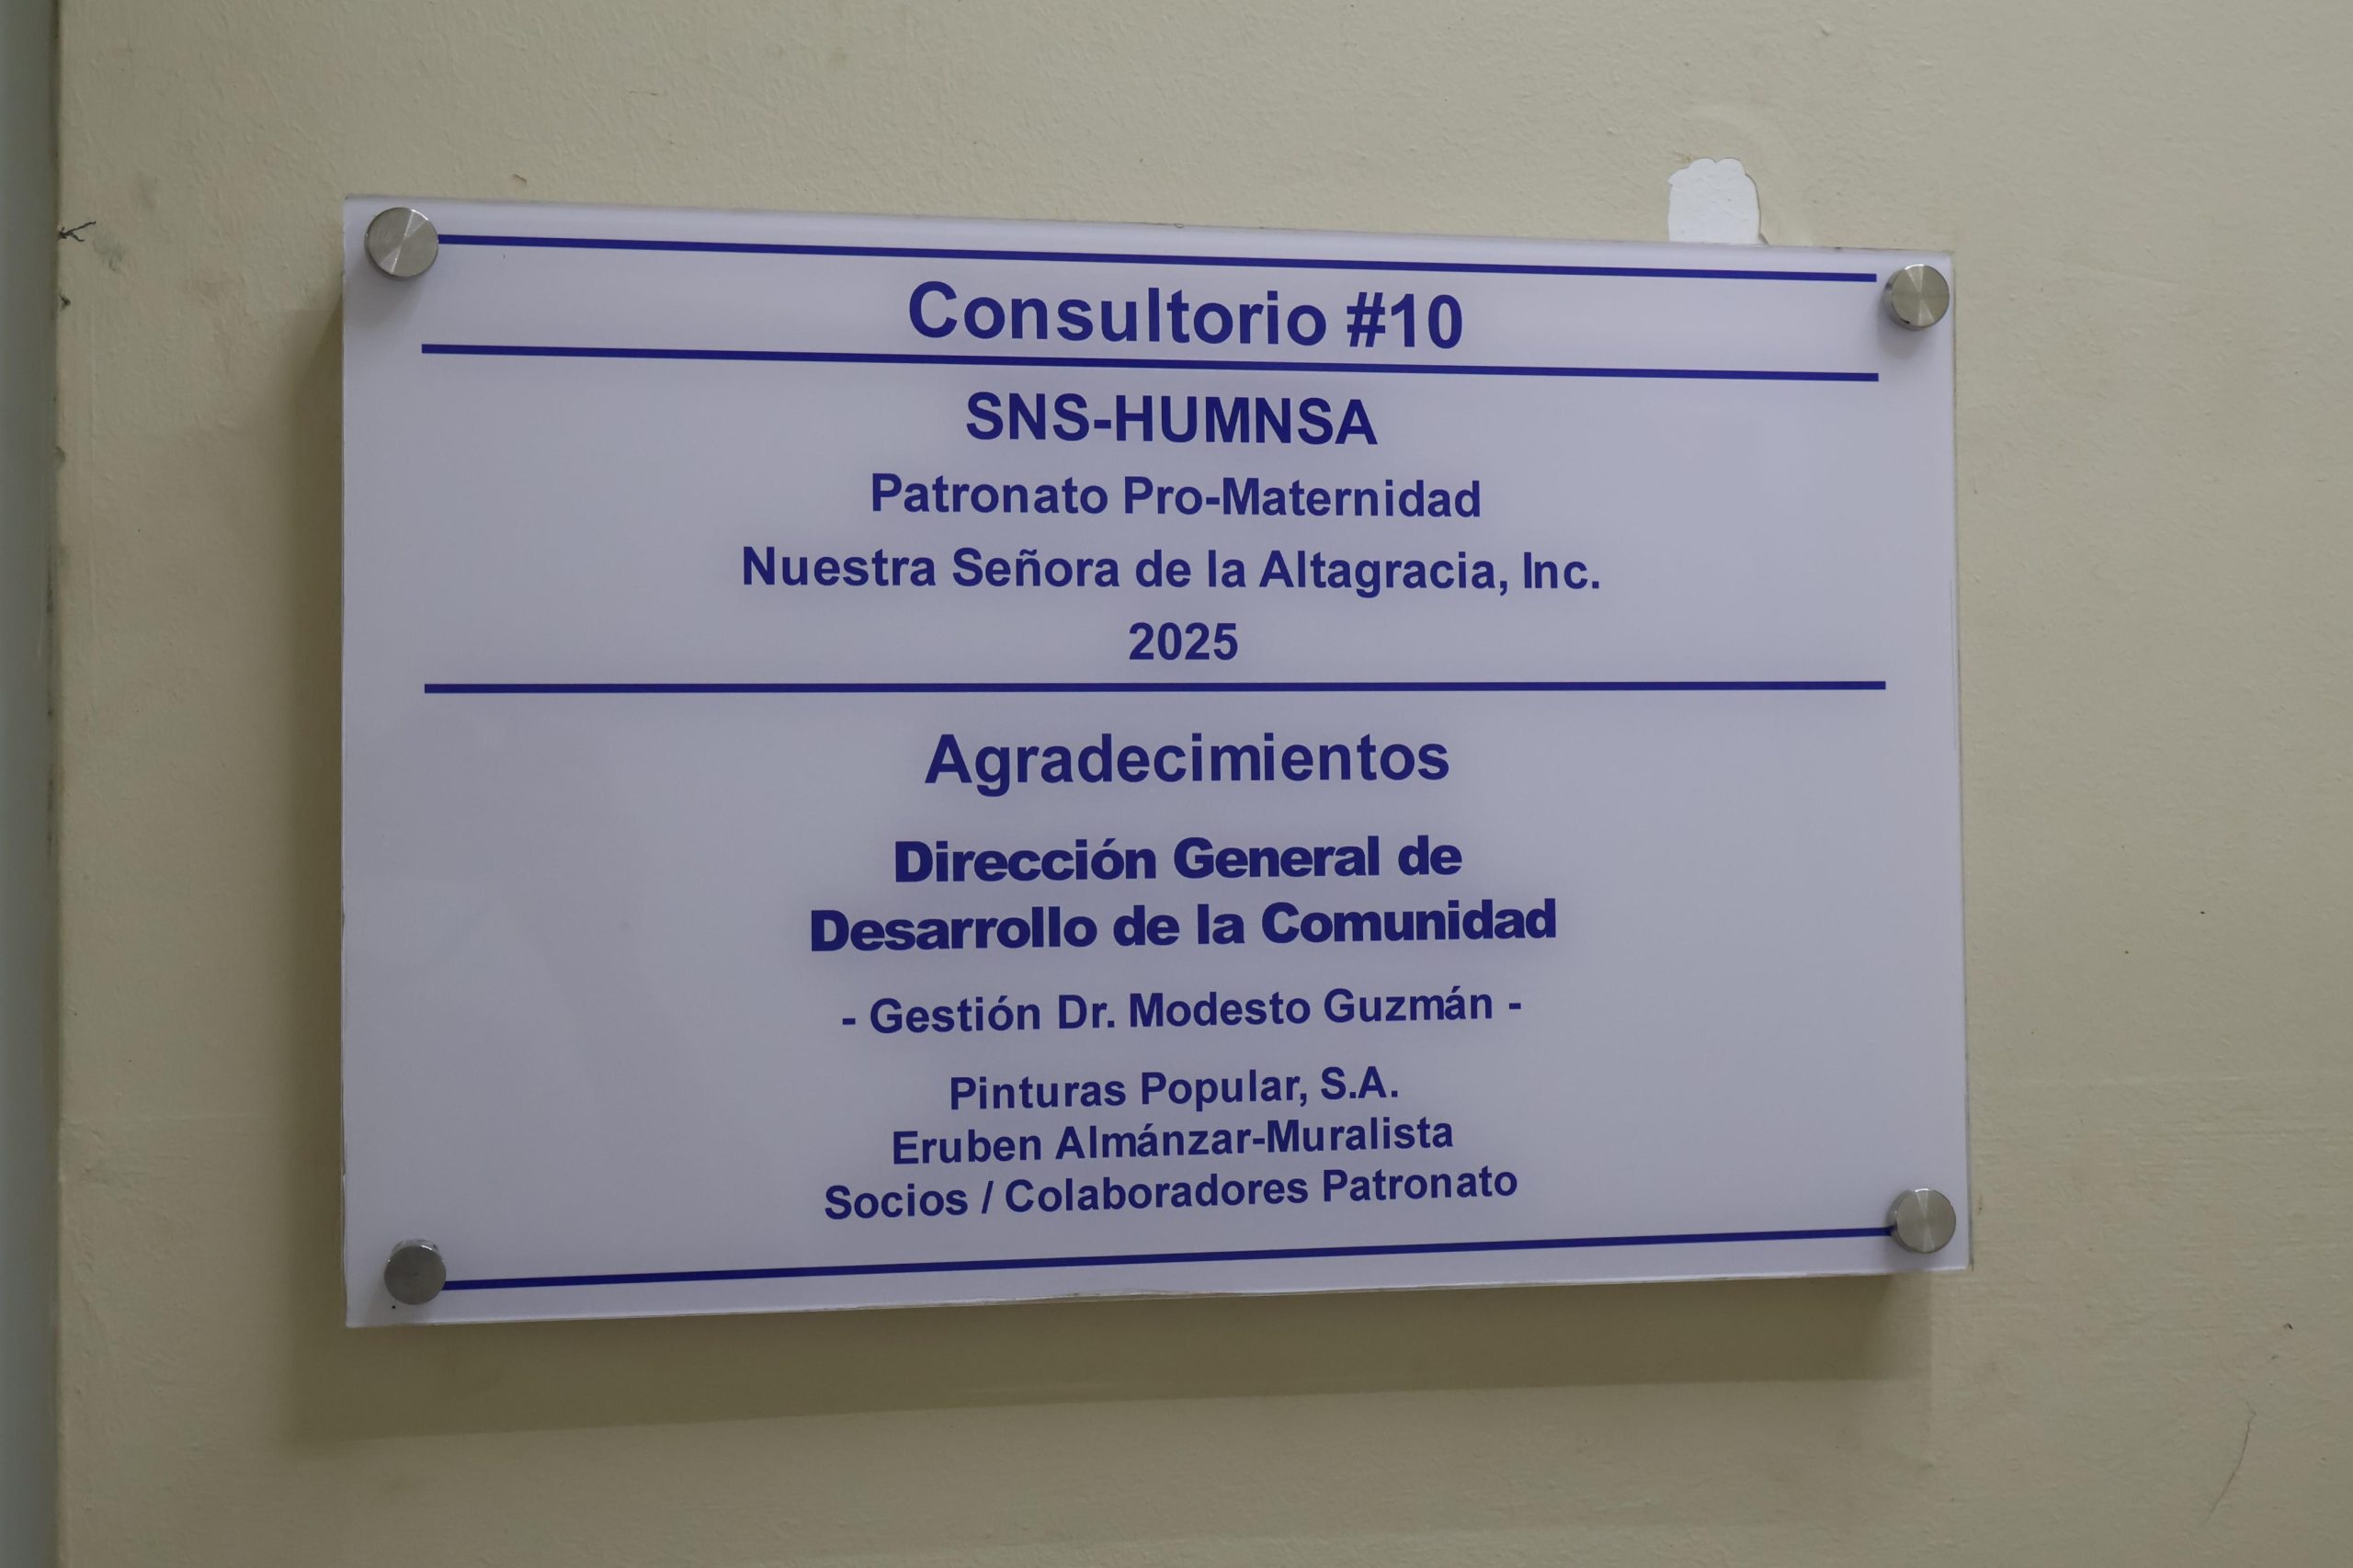 Consultorio #10
SNS-HUMNSA
Patronato Pro-Maternidad
Nuestra Señora de la Altagracia, Inc.
2025
Agradecimientos
Dirección General de
Desarrollo de la Comunidad
- Gestión Dr. Modesto Guzmán -
Pinturas Popular, S.A.
Eruben Almánzar-Muralista
Socios / Colaboradores Patronato